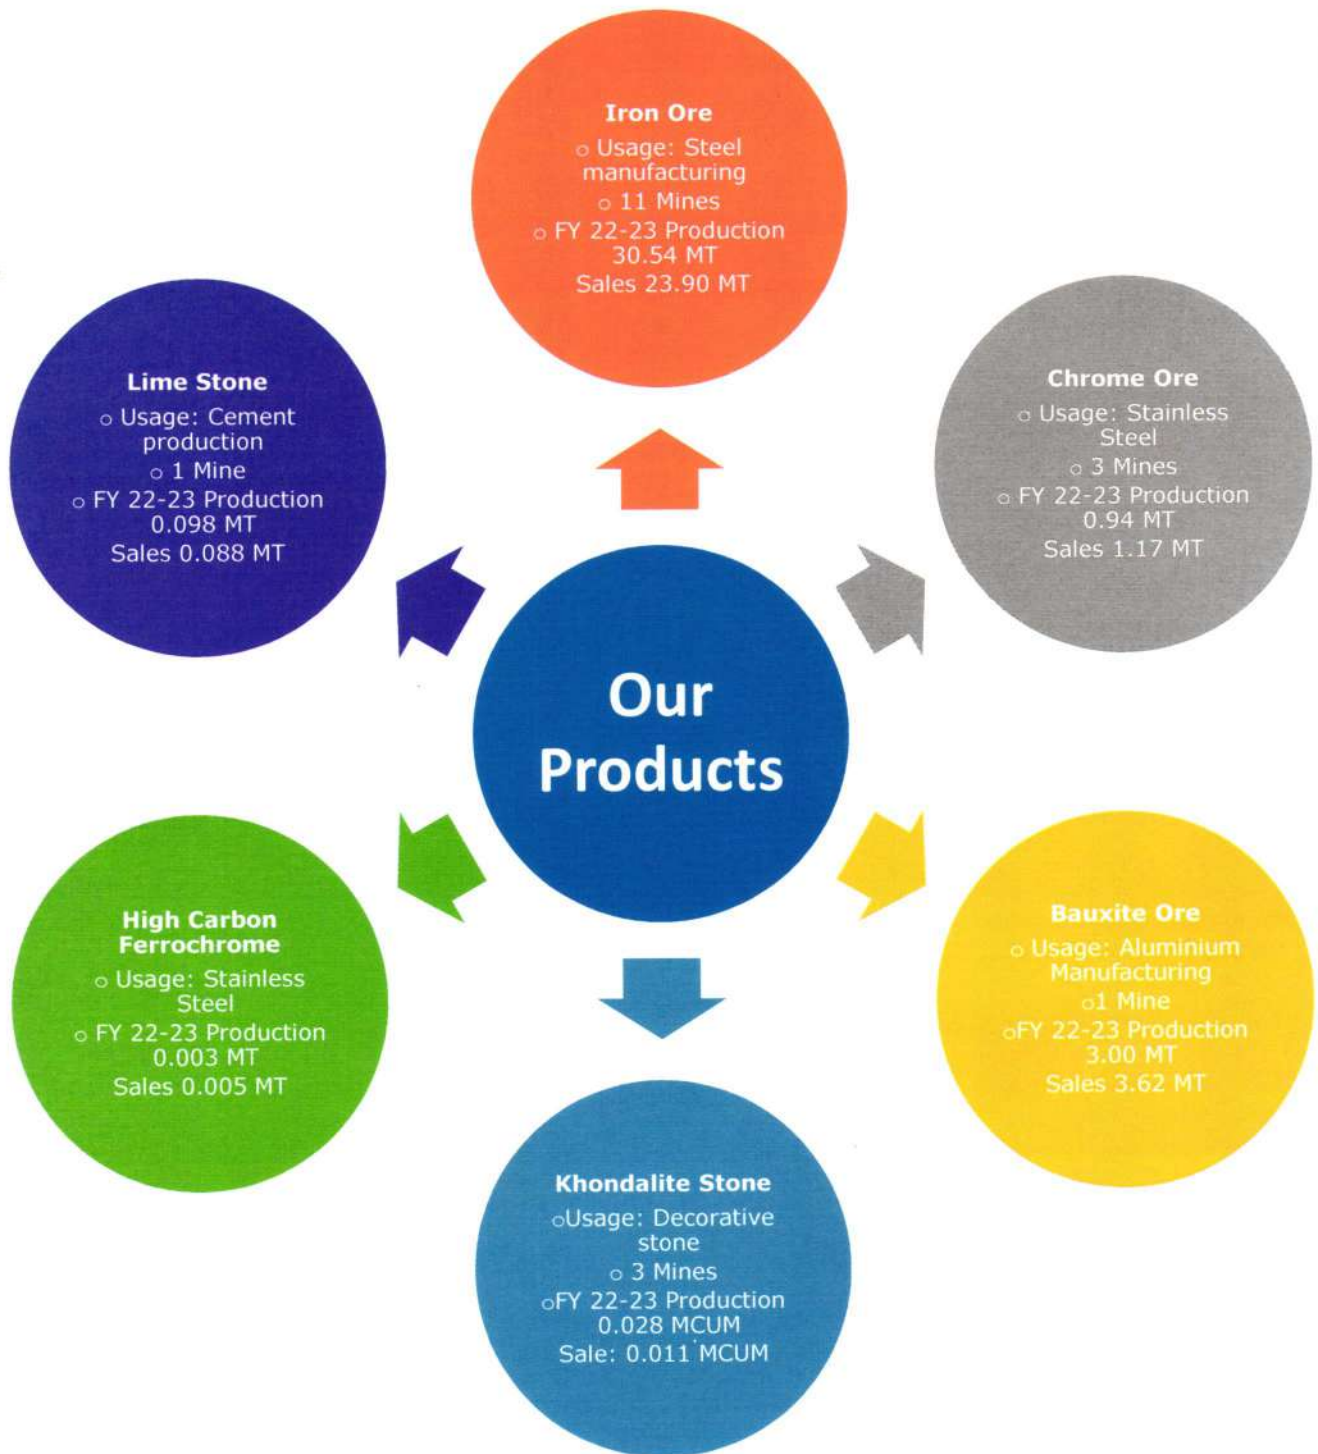 Iron Ore
○ Usage: Steel
manufacturing
○ 11 Mines
○ FY 22-23 Production
30.54 MT
Sales 23.90 MT
Chrome Ore
○ Usage: Stainless
Steel
○ 3 Mines
○ FY 22-23 Production
0.94 MT
Sales 1.17 MT
Bauxite Ore
○ Usage: Aluminium
Manufacturing
○1 Mine
○FY 22-23 Production
3.00 MT
Sales 3.62 MT
Khondalite Stone
○Usage: Decorative
stone
○ 3 Mines
○FY 22-23 Production
0.028 MCUM
Sale: 0.011 MCUM
High Carbon
Ferrochrome
○ Usage: Stainless
Steel
○ FY 22-23 Production
0.003 MT
Sales 0.005 MT
Lime Stone
○ Usage: Cement
production
○ 1 Mine
○ FY 22-23 Production
0.098 MT
Sales 0.088 MT
Our
Products